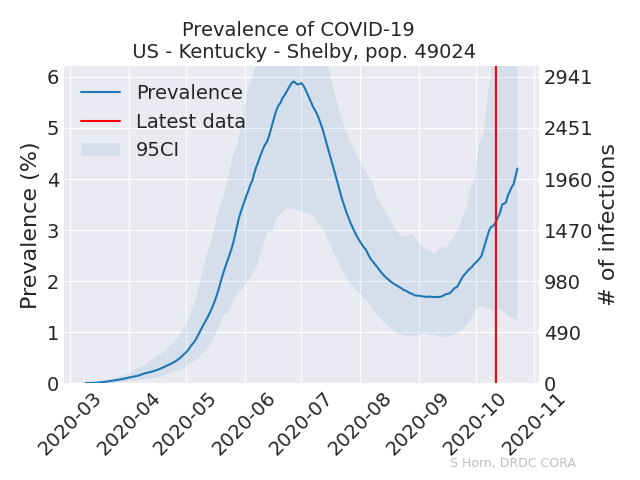 Prevalence of COVID-19
US - Kentucky - Shelby, pop. 49024
Prevalence
Latest data
95CI
Prevalence (%)
6
5
4
3
2
1
0
2941
2451
1960
1470
980
490
0
# of infections
2020-03
2020-04
2020-05
2020-06
2020-07
2020-08
2020-09
2020-10
2020-11
S Horn, DRDC CORA